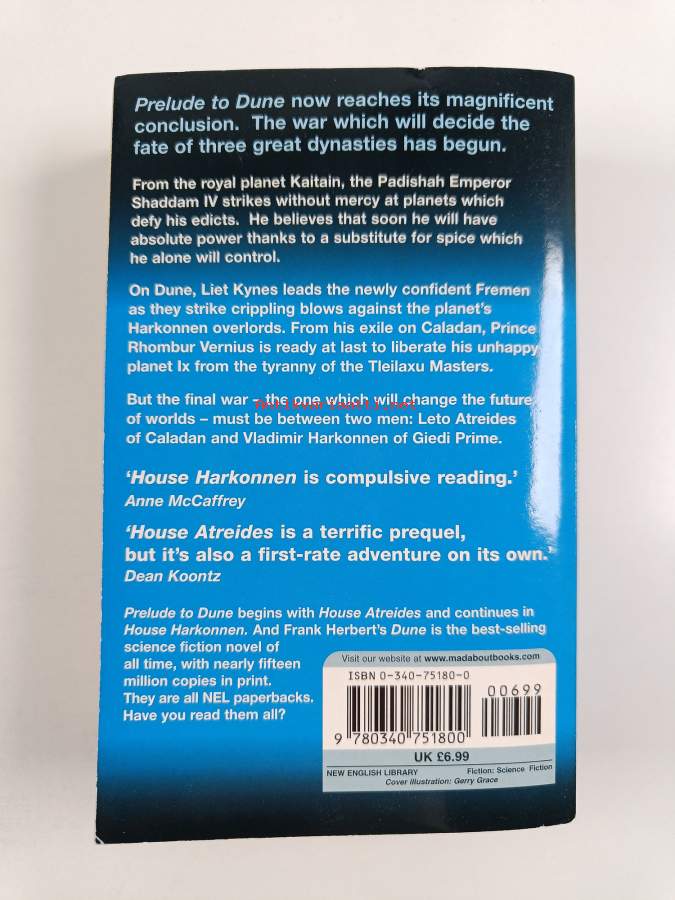 Prelude to Dune now reaches its magnificent
conclusion. The war which will decide the
fate of three great dynasties has begun.
From the royal planet Kaitain, the Padishah Emperor
Shaddam IV strikes without mercy at planets which
defy his edicts. He believes that soon he will have
absolute power thanks to a substitute for spice which
he alone will control.
On Dune, Liet Kynes leads the newly confident Fremen
as they strike crippling blows against the planet's
Harkonnen overlords. From his exile on Caladan, Prince
Rhombur Vernius is ready at last to liberate his unhappy
planet Ix from the tyranny of the Tleilaxu Masters.
But the final war – the one which will change the future
of worlds – must be between two men: Leto Atreides
of Caladan and Vladimir Harkonnen of Giedi Prime.
'House Harkonnen is compulsive reading.'
Anne McCaffrey
'House Atreides is a terrific prequel,
but it's also a first-rate adventure on its own.'
Dean Koontz
Prelude to Dune begins with House Atreides and continues in
House Harkonnen. And Frank Herbert's Dune is the best-selling
science fiction novel of
all time, with nearly fifteen
million copies in print.
They are all NEL paperbacks.
Have you read them all?
Visit our website at www.madaboutbooks.com
ISBN 0-340-75180-0
00699
9 780340 751800
UK £6.99
NEW ENGLISH LIBRARY Fiction: Science Fiction
Cover illustration: Gerry Grace